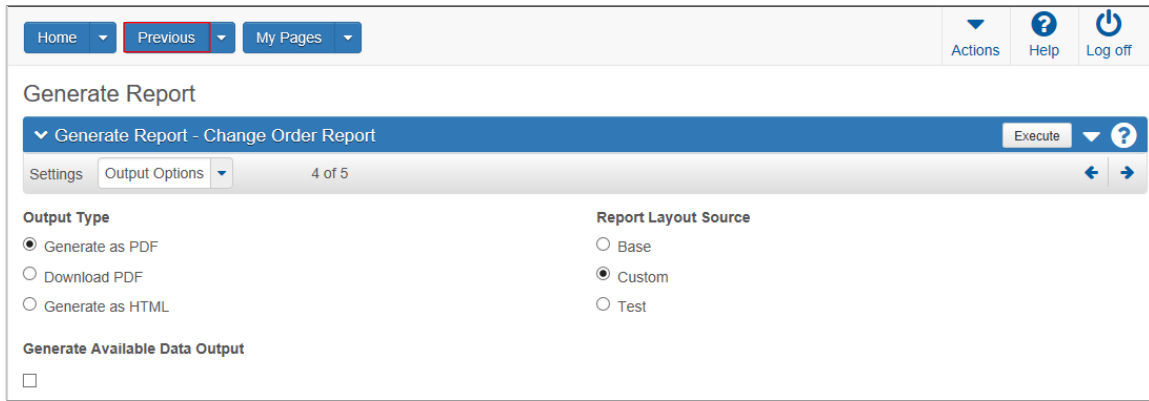 Home Previous My Pages Actions Help Log off
Generate Report
Generate Report - Change Order Report Execute
Settings Output Options 4 of 5
Output Type Report Layout Source
Generate as PDF Base
Download PDF Custom
Generate as HTML Test
Generate Available Data Output